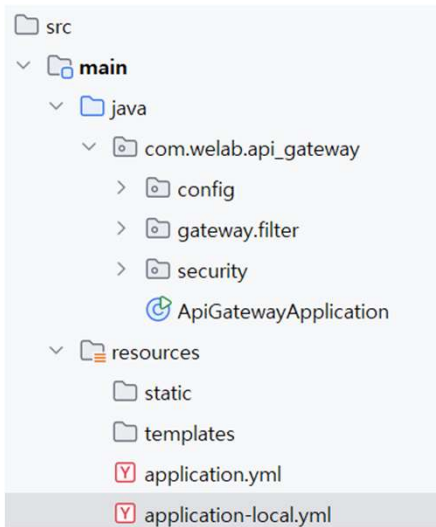 src
main
java
com.welab.api_gateway
config
gateway.filter
security
ApiGatewayApplication
resources
static
templates
application.yml
application-local.yml